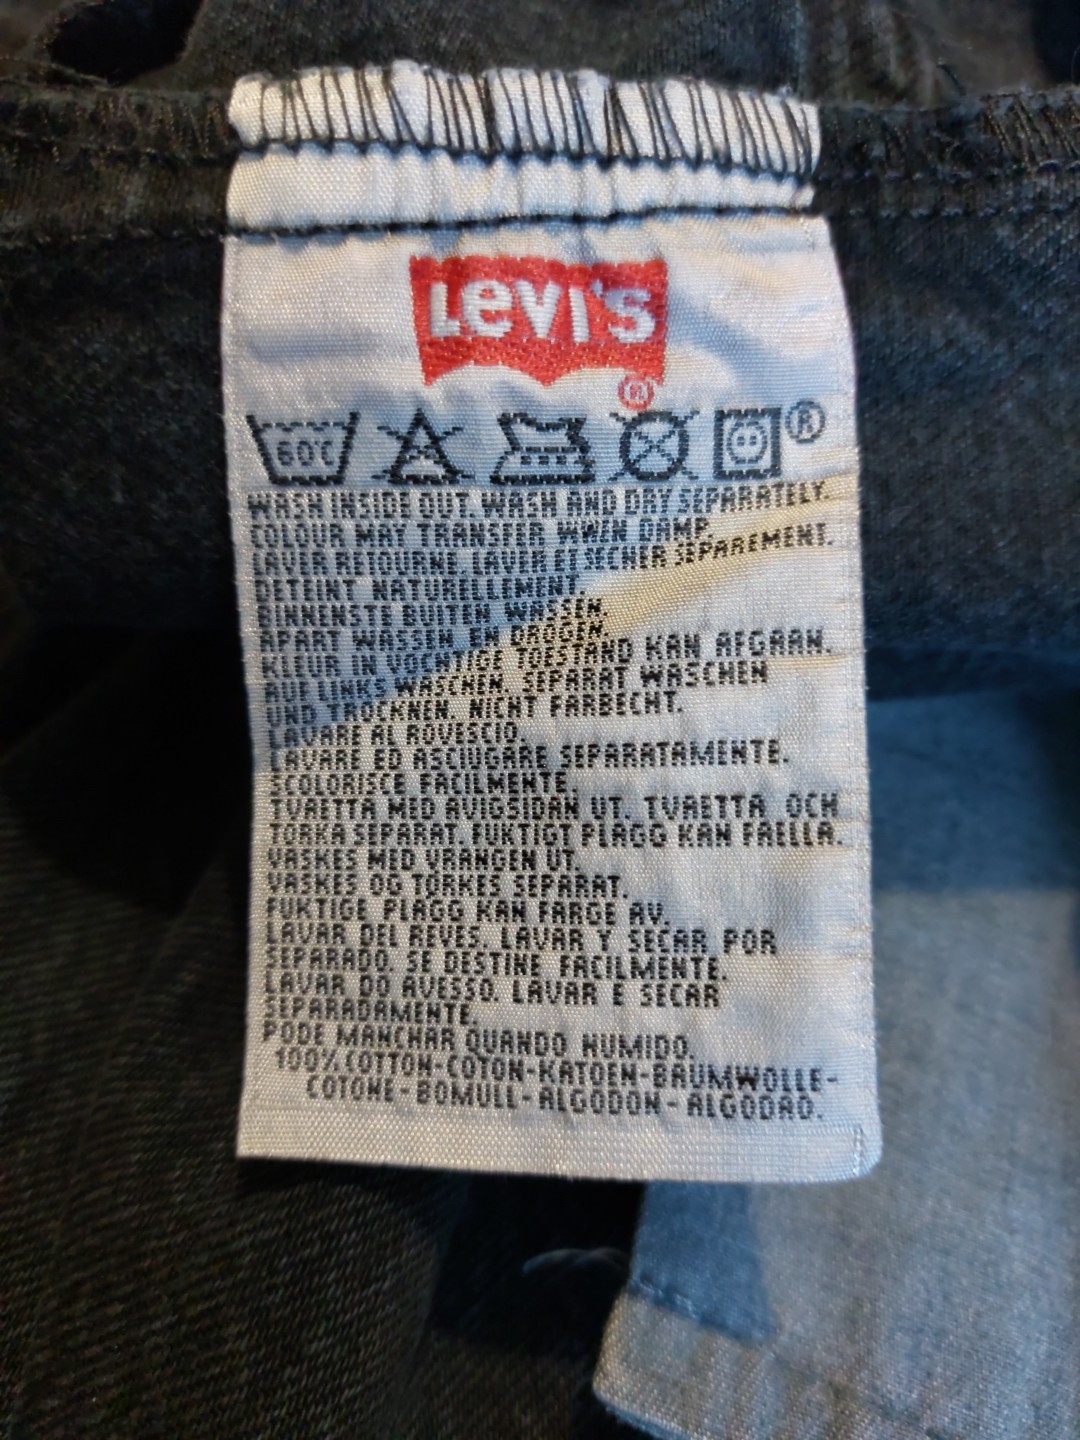 Levi's
®
60C
®
WASH INSIDE OUT. WASH AND DRY SEPARATELY.
COLOUR MAY TRANSFER WWEN DAMP.
LAVER RETOURNE. LAVER ET SECHER SEPAREMENT.
DETEINT NATURELLEMENT.
BINNENSTE BUITEN WASSEN.
APART WASSEN EN DROGEN.
KLEUR IN VOCHTIGE TOESTAND KAN AFGAAN.
AUF LINKS WASCHEN. SEPARAT WASCHEN
UND TROCKNEN. NICHT FARBECHT.
LAVARE AL ROVESCIO.
LAVARE ED ASCIUGARE SEPARATAMENTE.
SCOLORISCE FACILMENTE.
TVAETTA MED AVIGSIDAN UT. TVAETTA OCH
TORKA SEPARAT. FUKTIGT PLAGG KAN FAELLA.
VASKES MED VRANGEN UT.
VASKES OG TORKES SEPARAT.
FUKTIGE PLAGG KAN FARGE AV.
LAVAR DEL REVES. LAVAR Y SECAR POR
SEPARADO. SE DESTINE FACILMENTE.
LAVAR DO AVESSO. LAVAR E SECAR
SEPARADAMENTE.
PODE MANCHAR QUANDO HUMIDO.
100% COTTON-COTON-KATOEN-BAUMWOLLE-
COTONE-BOMULL-ALGODON-ALGODAO.